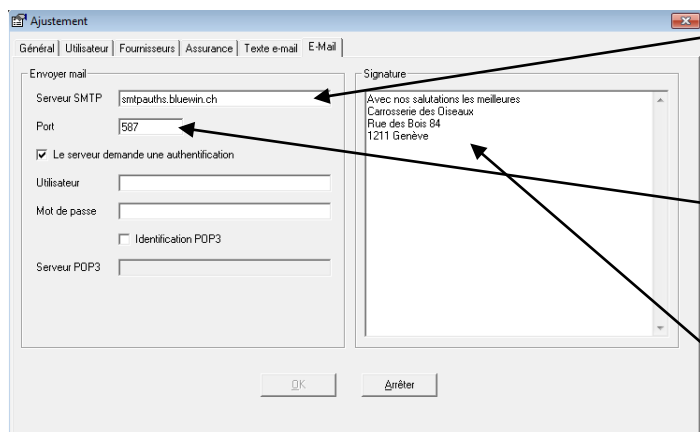 Ajustement
Général Utilisateur Fournisseurs Assurance Texte e-mail E-Mail
Envoyer mail
Serveur SMTP smtpauths.bluewin.ch
Port 587
Le serveur demande une authentification
Utilisateur
Mot de passe
Identification POP3
Serveur POP3
Signature
Avec nos salutations les meilleures
Carrosserie des Oiseaux
Rue des Bois 84
1211 Genève
OK Arrêter